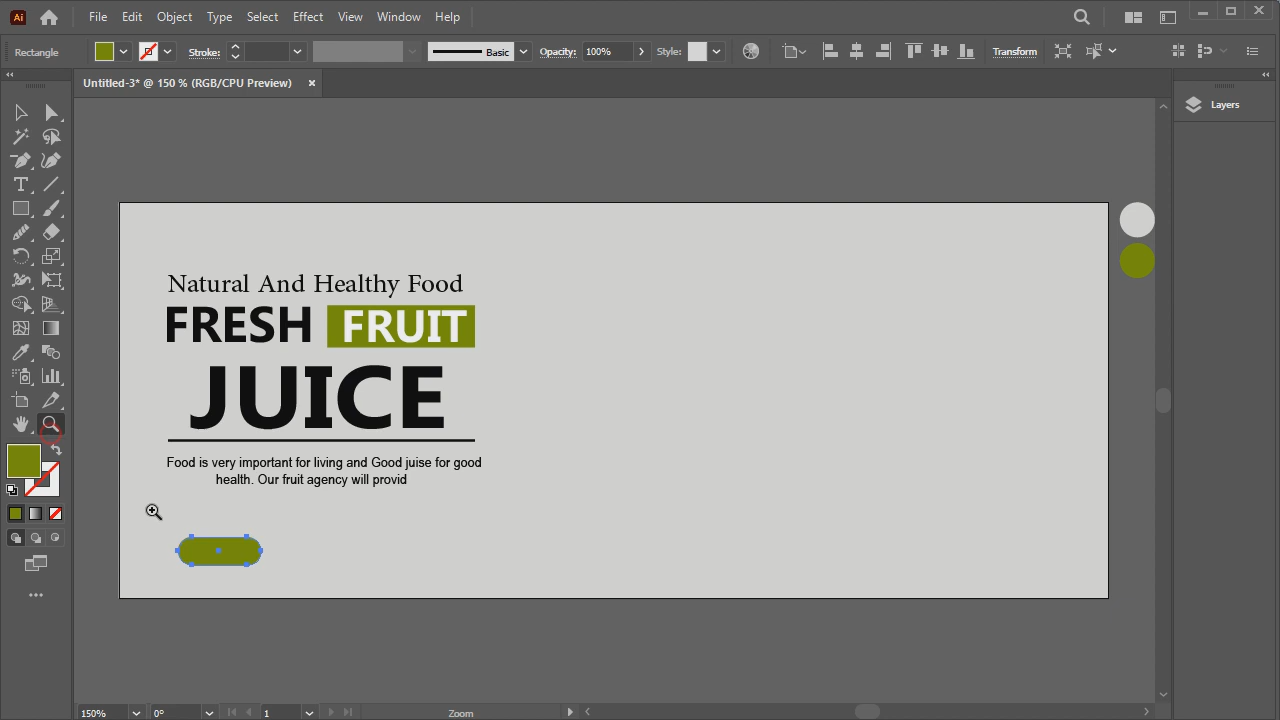 Ai File Edit Object Type Select Effect View Window Help
Rectangle Stroke: Basic Opacity: 100% Style: Transform
Untitled-3* @ 150 % (RGB/CPU Preview)
Layers
Natural And Healthy Food
FRESH FRUIT
JUICE
Food is very important for living and Good juise for good
health. Our fruit agency will provid
150% 0° 1 Zoom